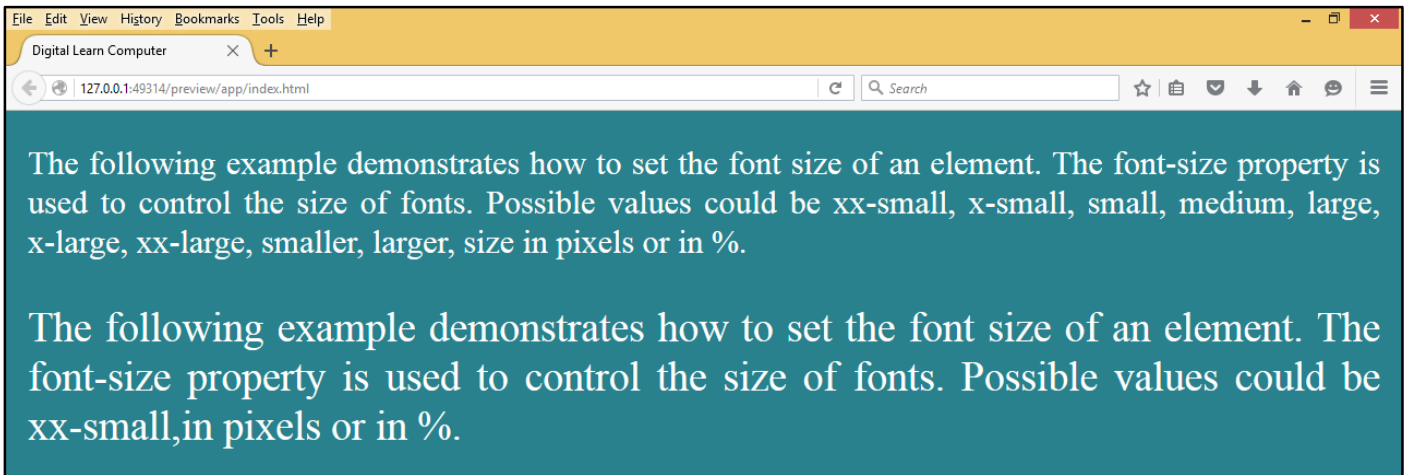 File Edit View History Bookmarks Tools Help
Digital Learn Computer
127.0.0.1:49314/preview/app/index.html
Search
The following example demonstrates how to set the font size of an element. The font-size property is
used to control the size of fonts. Possible values could be xx-small, x-small, small, medium, large,
x-large, xx-large, smaller, larger, size in pixels or in %.
The following example demonstrates how to set the font size of an element. The
font-size property is used to control the size of fonts. Possible values could be
xx-small,in pixels or in %.